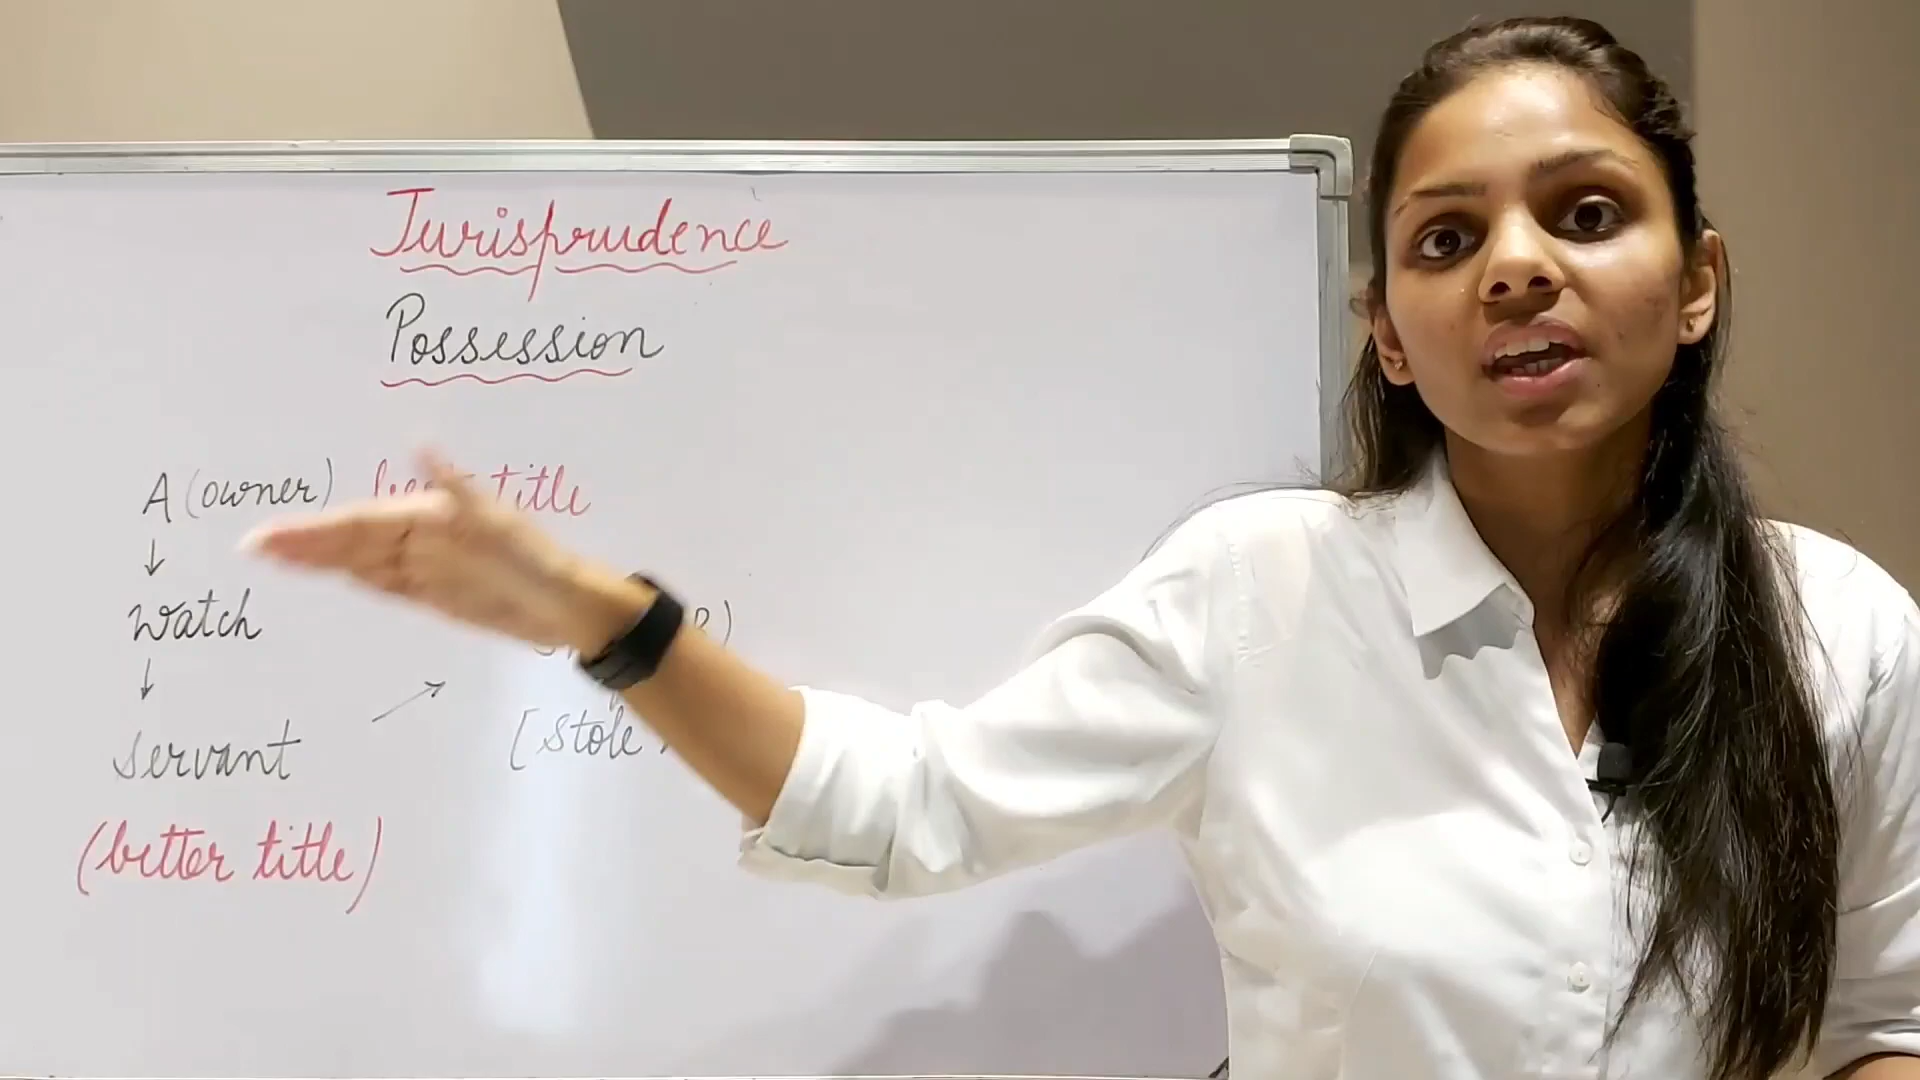 Jurisprudence
Possession
A (owner) title
↓
Watch
↓
servant
[Stole
(better title)